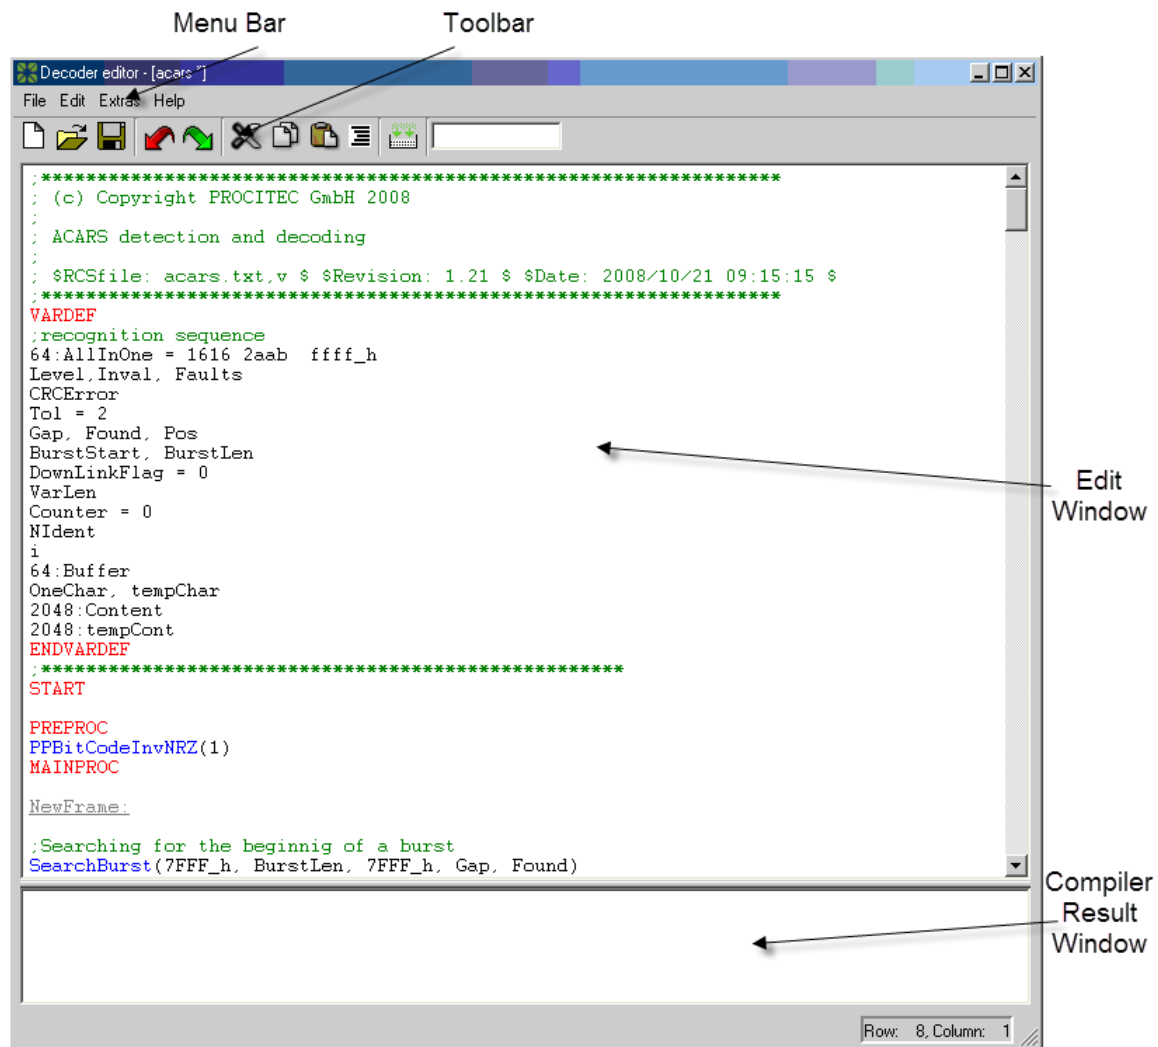 Menu Bar
Toolbar
Decoder editor - [acars *]
File Edit Extras Help
;******************************************************************
; (c) Copyright PROCITEC GmbH 2008
;
; ACARS detection and decoding
;
; $RCSfile: acars.txt,v $ $Revision: 1.21 $ $Date: 2008/10/21 09:15:15 $
;******************************************************************
VARDEF
;recognition sequence
64:AllInOne = 1616 2aab  ffff_h
Level,Inval, Faults
CRCError
Tol = 2
Gap, Found, Pos
BurstStart, BurstLen
DownLinkFlag = 0
VarLen
Counter = 0
NIdent
i
64:Buffer
OneChar, tempChar
2048:Content
2048:tempCont
ENDVARDEF
;****************************************************
START
PREPROC
PPBitCodeInvNRZ(1)
MAINPROC
NewFrame:
;Searching for the beginnig of a burst
SearchBurst(7FFF_h, BurstLen, 7FFF_h, Gap, Found)
Edit
Window
Compiler
Result
Window
Row: 8, Column: 1